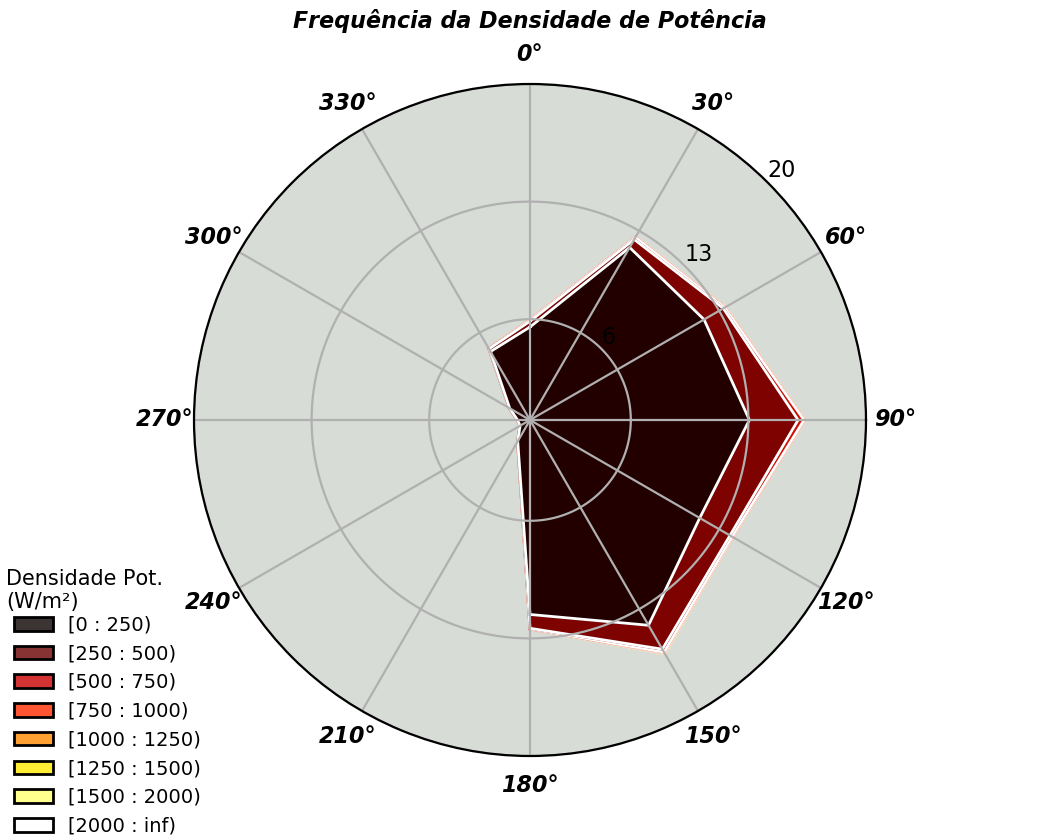 Frequência da Densidade de Potência
0°
330°
30°
20
300°
60°
13
6
270°
90°
Densidade Pot.
(W/m²)
240°
120°
[0 : 250)
[250 : 500)
[500 : 750)
[750 : 1000)
210°
150°
[1000 : 1250)
[1250 : 1500)
180°
[1500 : 2000)
[2000 : inf)